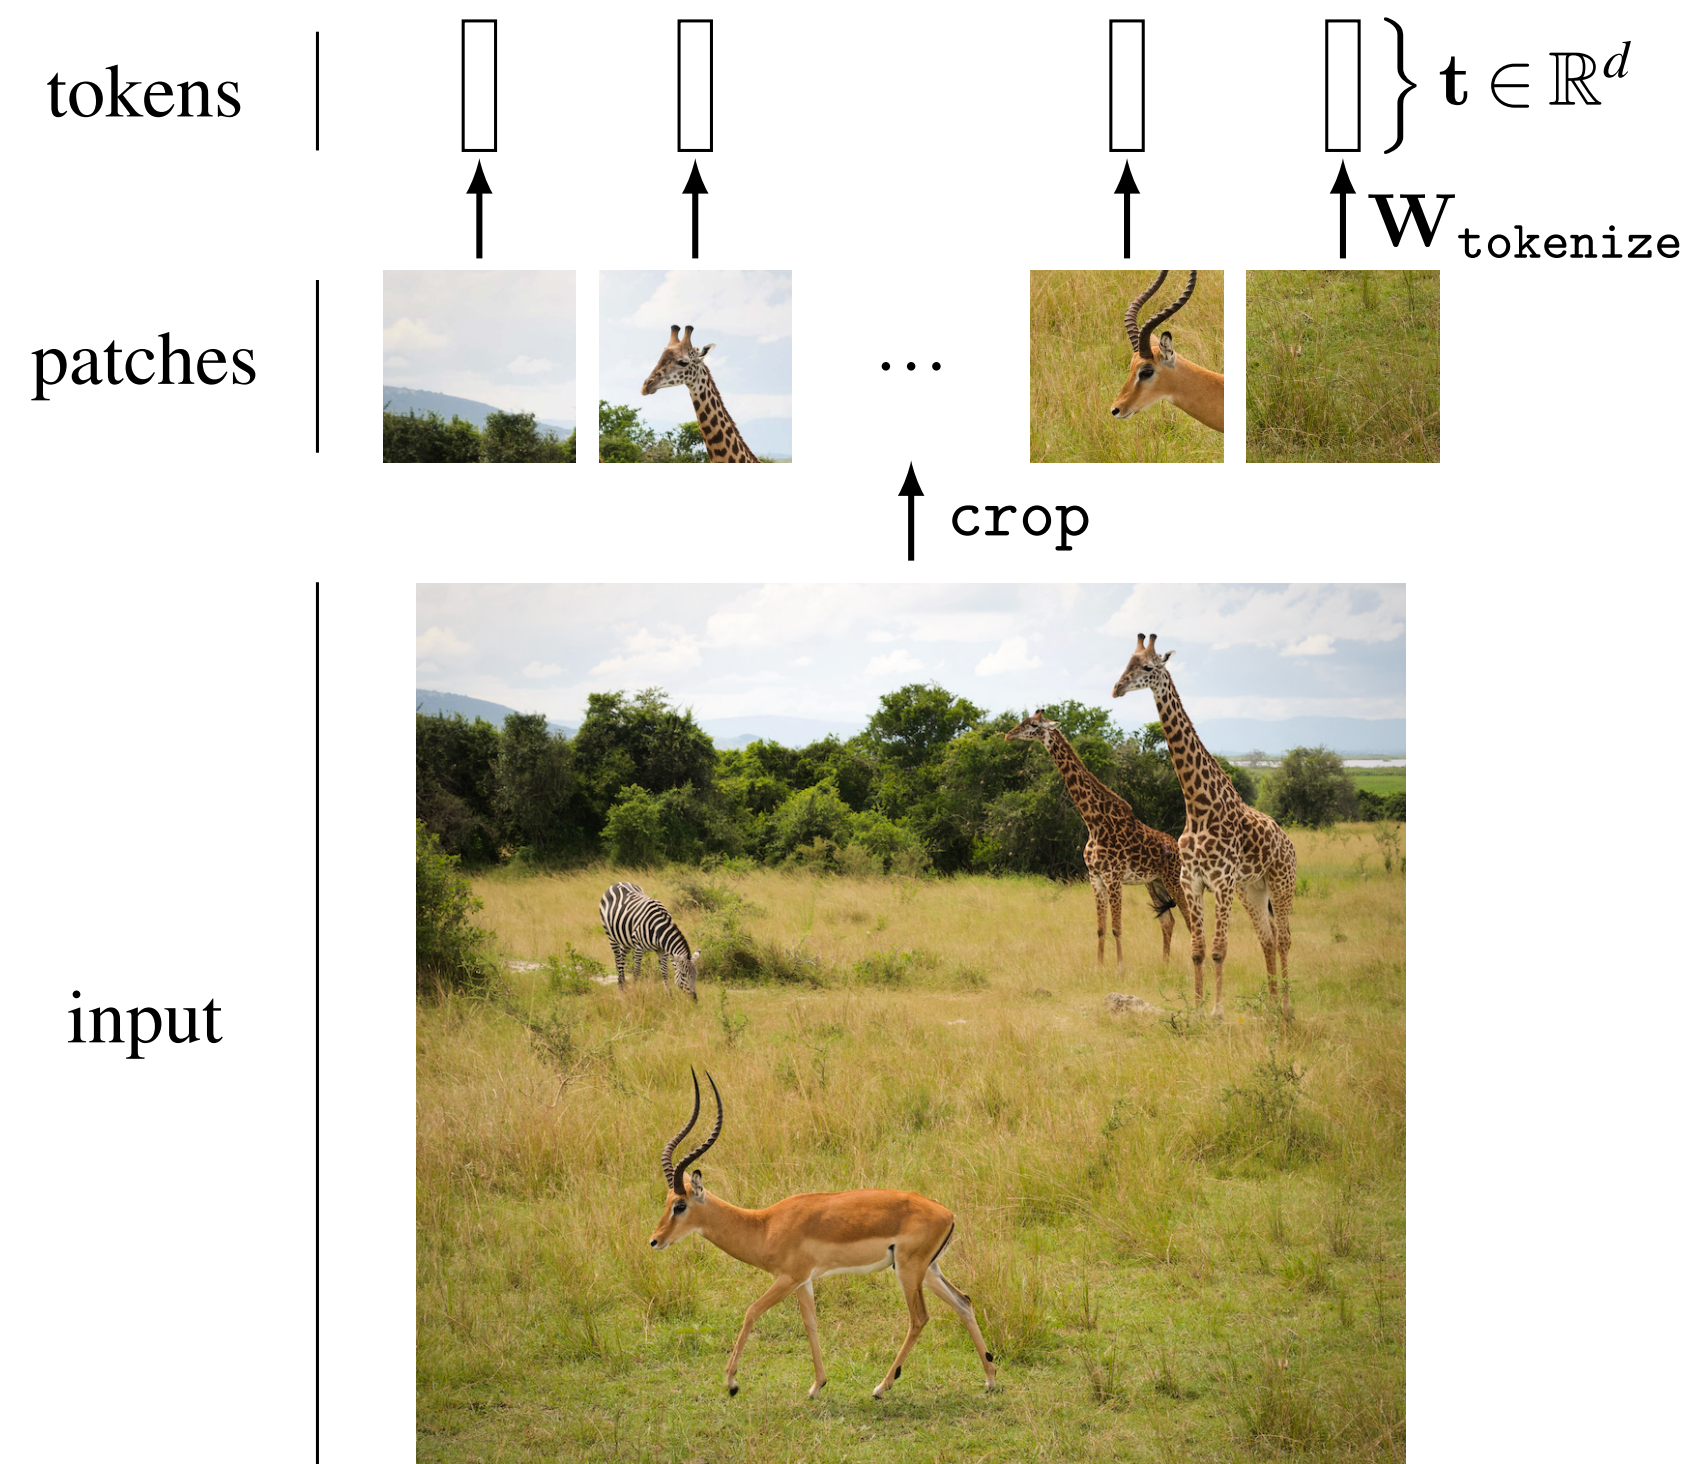 tokens
t ∈ ℝ^d
W_tokenize
patches
...
crop
input